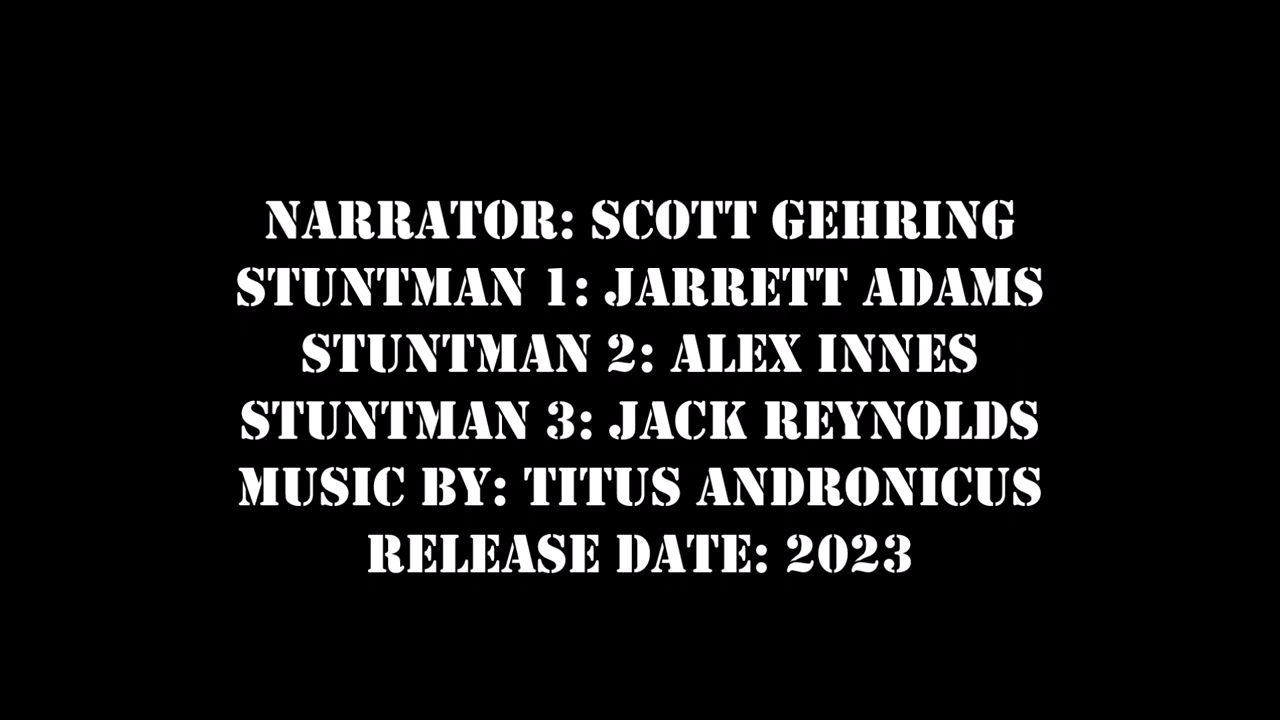 NARRATOR: SCOTT GEHRING
STUNTMAN 1: JARRETT ADAMS
STUNTMAN 2: ALEX INNES
STUNTMAN 3: JACK REYNOLDS
MUSIC BY: TITUS ANDRONICUS
RELEASE DATE: 2023